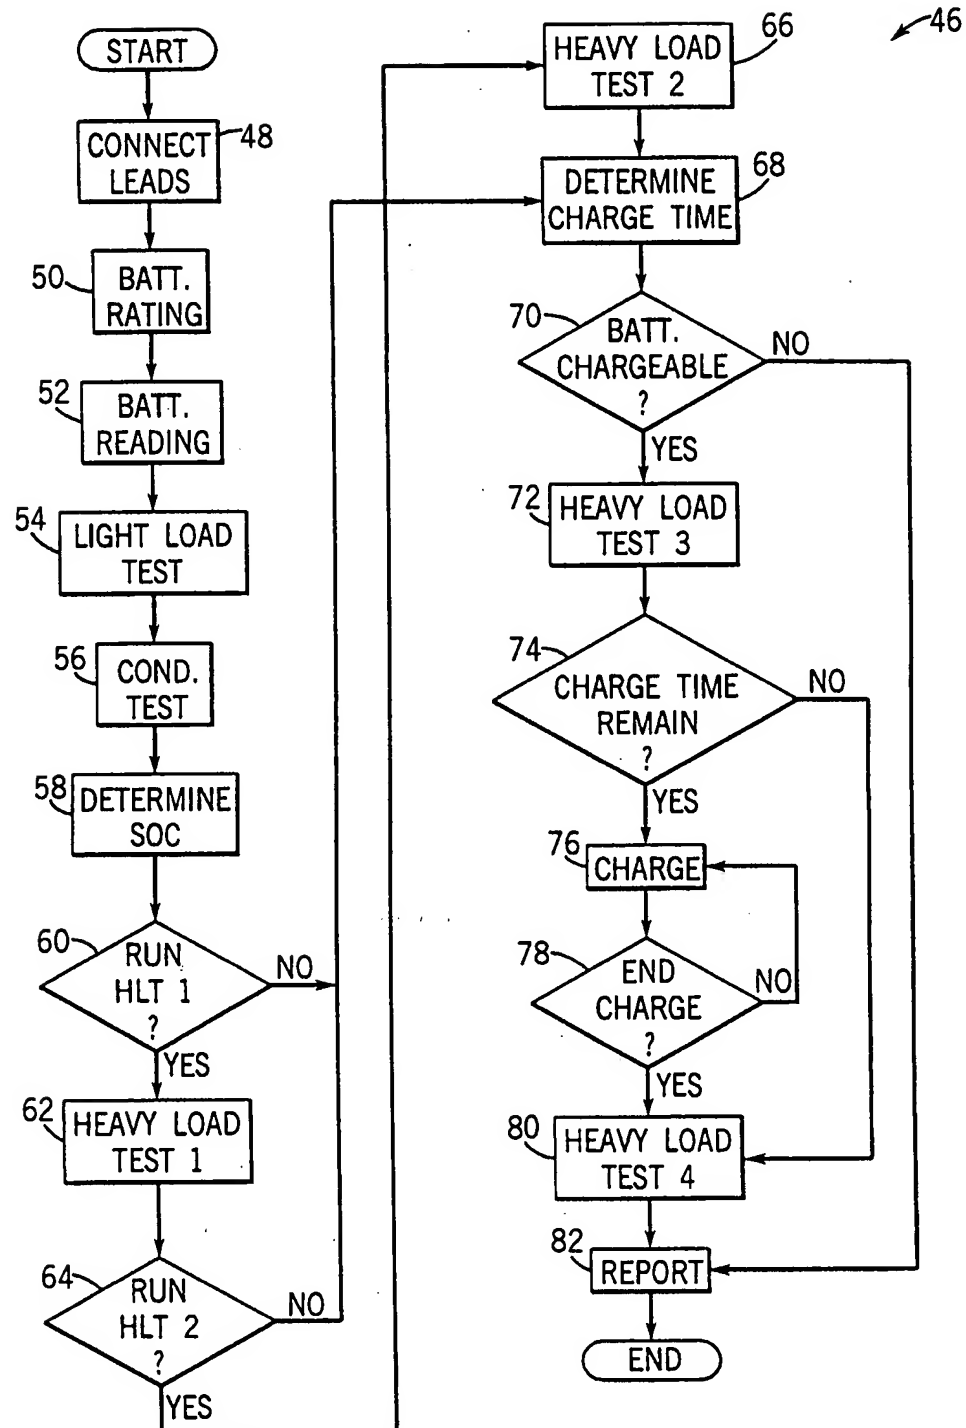 START
CONNECT
LEADS
48
50
BATT.
RATING
52
BATT.
READING
54
LIGHT LOAD
TEST
56
COND.
TEST
58
DETERMINE
SOC
60
RUN
HLT 1
?
NO
YES
62
HEAVY LOAD
TEST 1
64
RUN
HLT 2
?
NO
YES
46
HEAVY LOAD
TEST 2
66
DETERMINE
CHARGE TIME
68
70
BATT.
CHARGEABLE
?
NO
YES
72
HEAVY LOAD
TEST 3
74
CHARGE TIME
REMAIN
?
NO
YES
76
CHARGE
78
END
CHARGE
?
NO
YES
80
HEAVY LOAD
TEST 4
82
REPORT
END